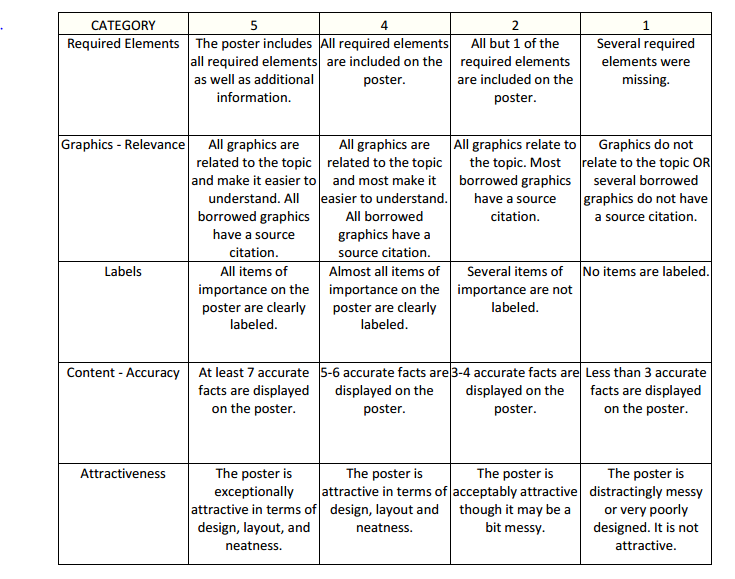 CATEGORY 5 4 2 1
Required Elements The poster includes All required elements All but 1 of the Several required
all required elements are included on the required elements elements were
as well as additional poster. are included on the missing.
information. poster.
Graphics - Relevance All graphics are All graphics are All graphics relate to Graphics do not
related to the topic related to the topic the topic. Most relate to the topic OR
and make it easier to and most make it borrowed graphics several borrowed
understand. All easier to understand. have a source graphics do not have
borrowed graphics All borrowed citation. a source citation.
have a source graphics have a
citation. source citation.
Labels All items of Almost all items of Several items of No items are labeled.
importance on the importance on the importance are not
poster are clearly poster are clearly labeled.
labeled. labeled.
Content - Accuracy At least 7 accurate 5-6 accurate facts are 3-4 accurate facts are Less than 3 accurate
facts are displayed displayed on the displayed on the facts are displayed
on the poster. poster. poster. on the poster.
Attractiveness The poster is The poster is The poster is The poster is
exceptionally attractive in terms of acceptably attractive distractingly messy
attractive in terms of design, layout and though it may be a or very poorly
design, layout, and neatness. bit messy. designed. It is not
neatness. attractive.